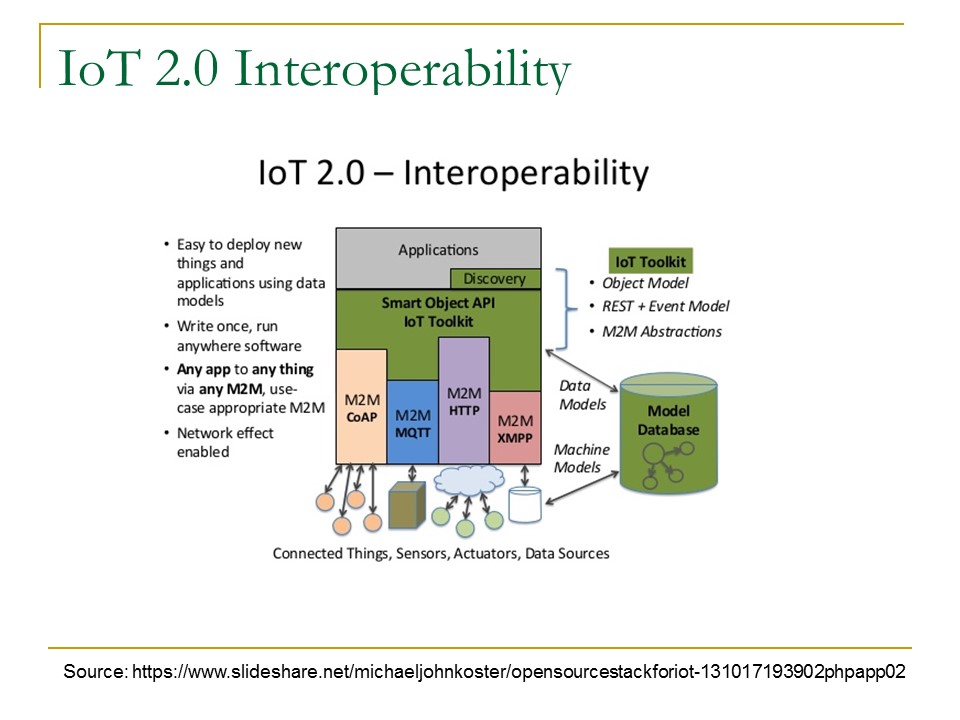 IoT 2.0 Interoperability
IoT 2.0 – Interoperability
• Easy to deploy new
things and
applications using data
models
• Write once, run
anywhere software
• Any app to any thing
via any M2M, use-
case appropriate M2M
• Network effect
enabled
Applications
Discovery
Smart Object API
IoT Toolkit
M2M
CoAP
M2M
MQTT
M2M
HTTP
M2M
XMPP
IoT Toolkit
• Object Model
• REST + Event Model
• M2M Abstractions
Data
Models
Machine
Models
Model
Database
Connected Things, Sensors, Actuators, Data Sources
Source: https://www.slideshare.net/michaeljohnkoster/opensourcestackforiot-131017193902phpapp02